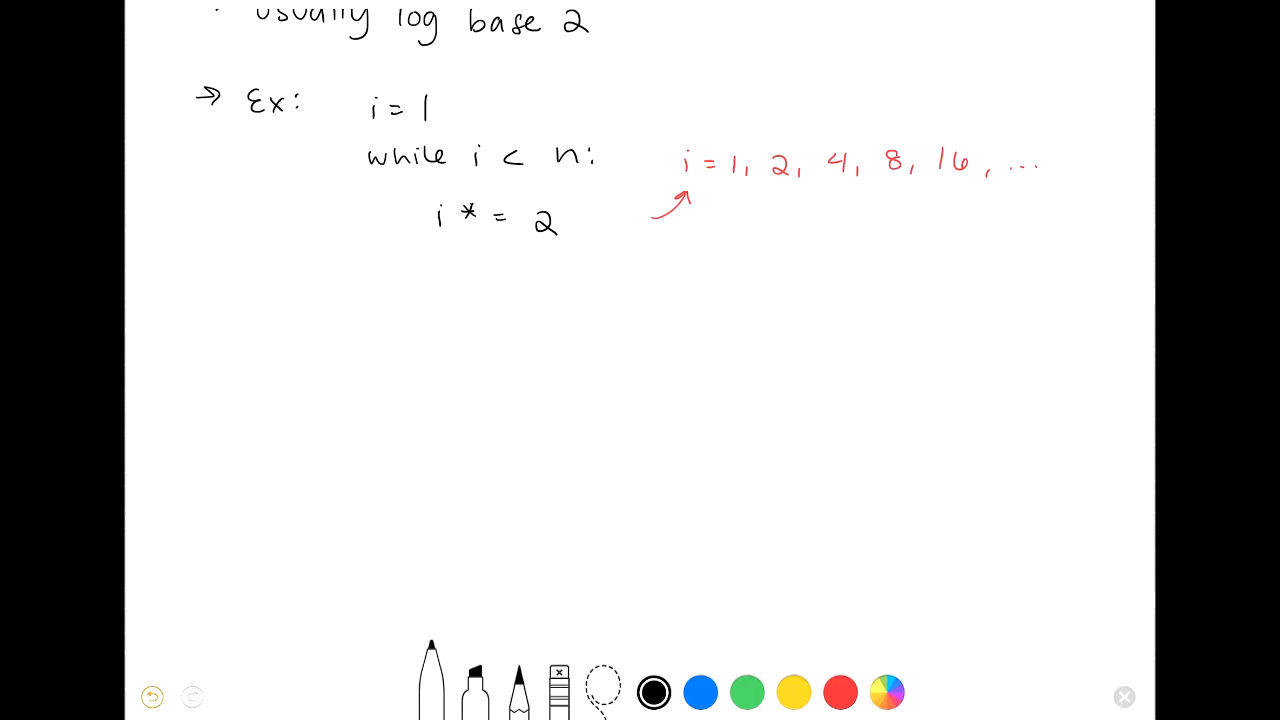 · usually log base 2
→ Ex: i = 1
while i < n:
i = 1, 2, 4, 8, 16, ...
i *= 2